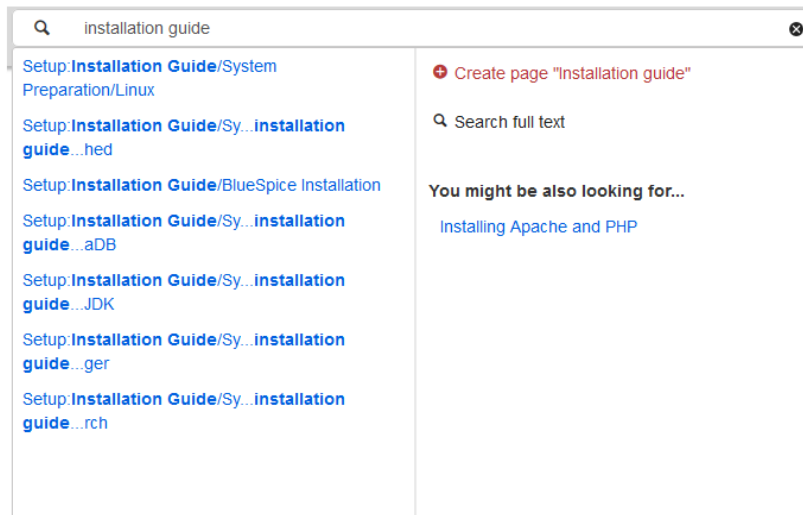 installation guide
Setup:Installation Guide/System
Preparation/Linux
Setup:Installation Guide/Sy...installation
guide...hed
Setup:Installation Guide/BlueSpice Installation
Setup:Installation Guide/Sy...installation
guide...aDB
Setup:Installation Guide/Sy...installation
guide...JDK
Setup:Installation Guide/Sy...installation
guide...ger
Setup:Installation Guide/Sy...installation
guide...rch
Create page "Installation guide"
Search full text
You might be also looking for...
Installing Apache and PHP